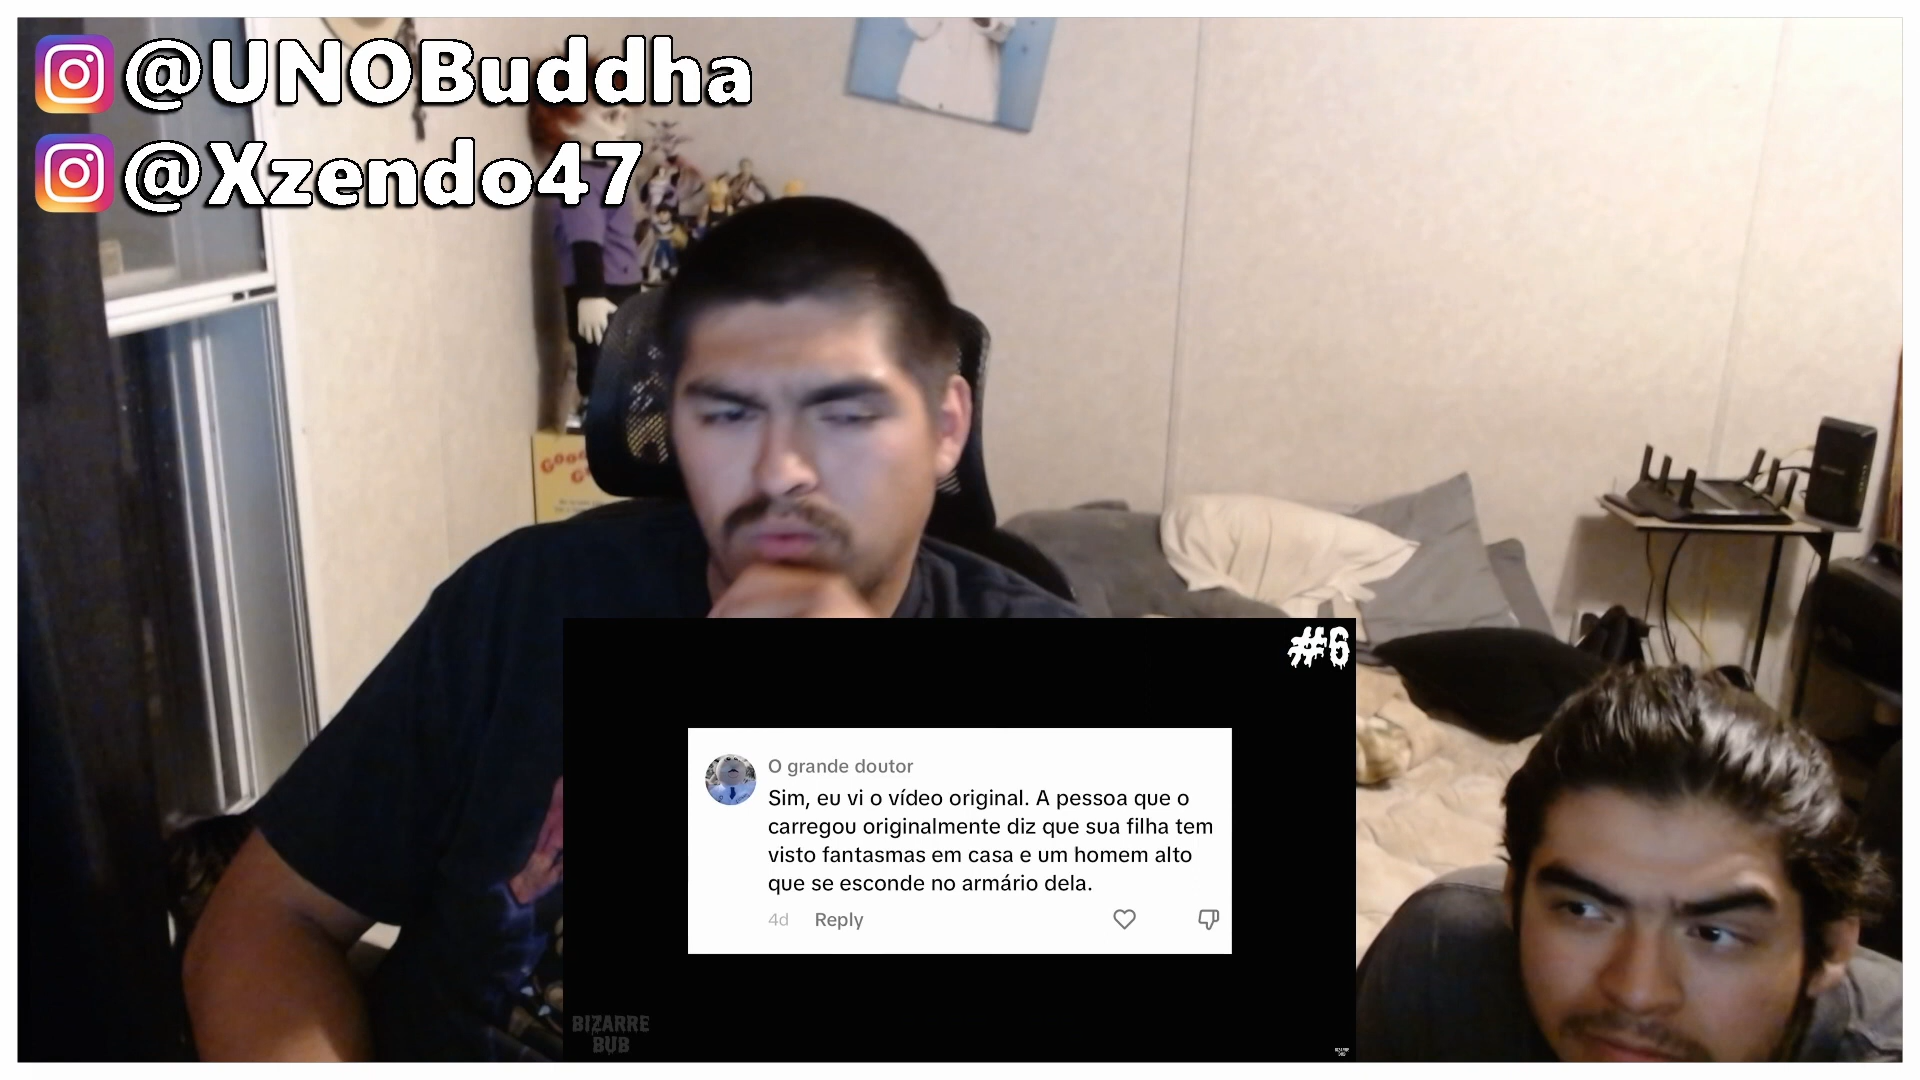 @UNOBuddha
@Xzendo47
#6
O grande doutor
Sim, eu vi o vídeo original. A pessoa que o
carregou originalmente diz que sua filha tem
visto fantasmas em casa e um homem alto
que se esconde no armário dela.
4d Reply
BIZARRE
BUB